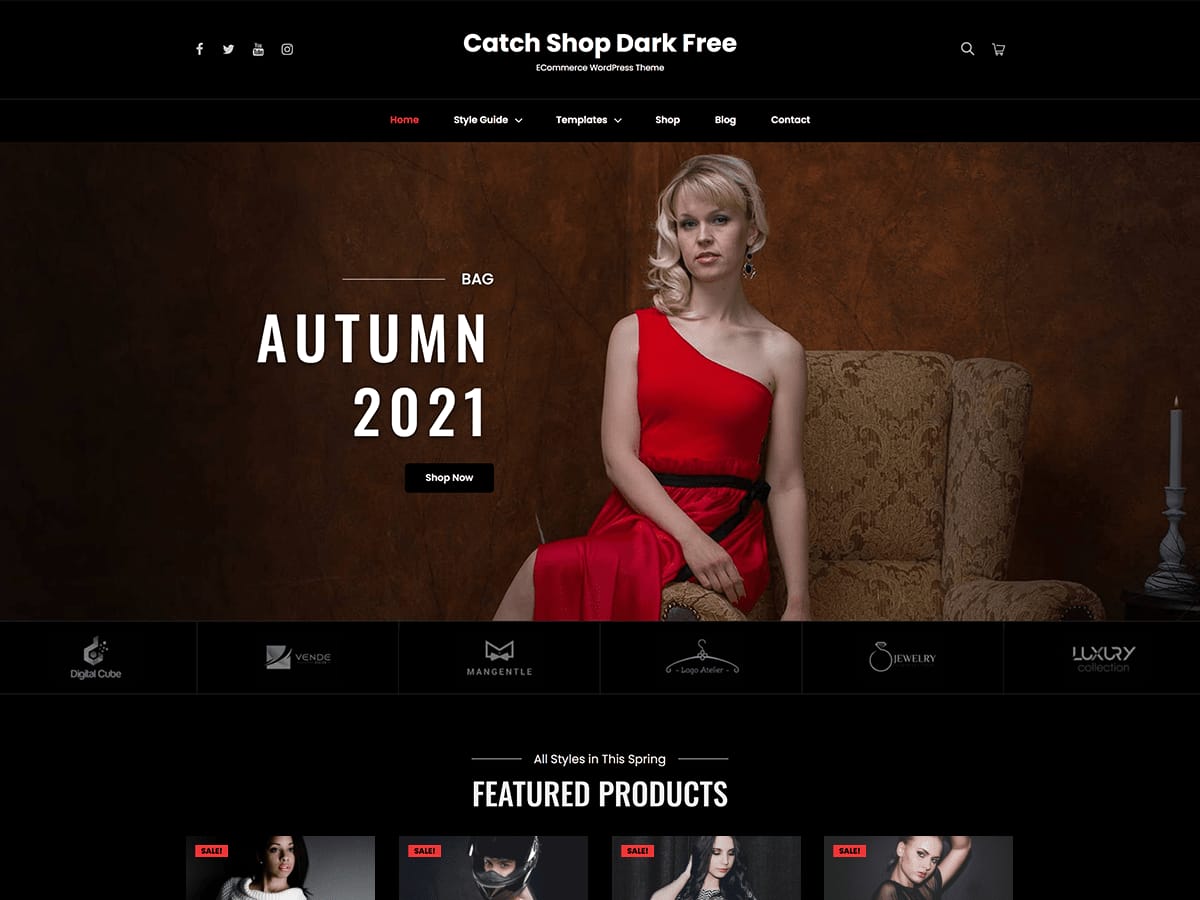 Catch Shop Dark Free
ECommerce WordPress Theme
Home Style Guide Templates Shop Blog Contact
BAG
AUTUMN
2021
Shop Now
Digital Cube
VENDE
MANGENTLE
- Logo Atelier -
JEWELRY
LUXURY
collection
All Styles in This Spring
FEATURED PRODUCTS
SALE! SALE! SALE! SALE!